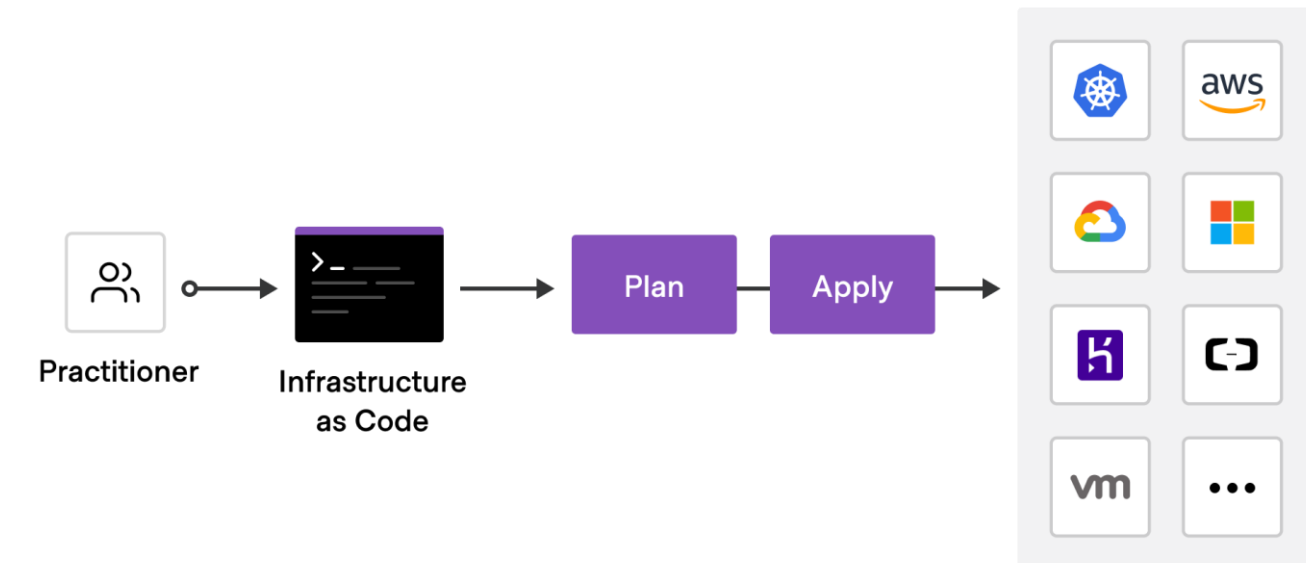 Practitioner
Infrastructure
as Code
Plan
Apply
aws
vm